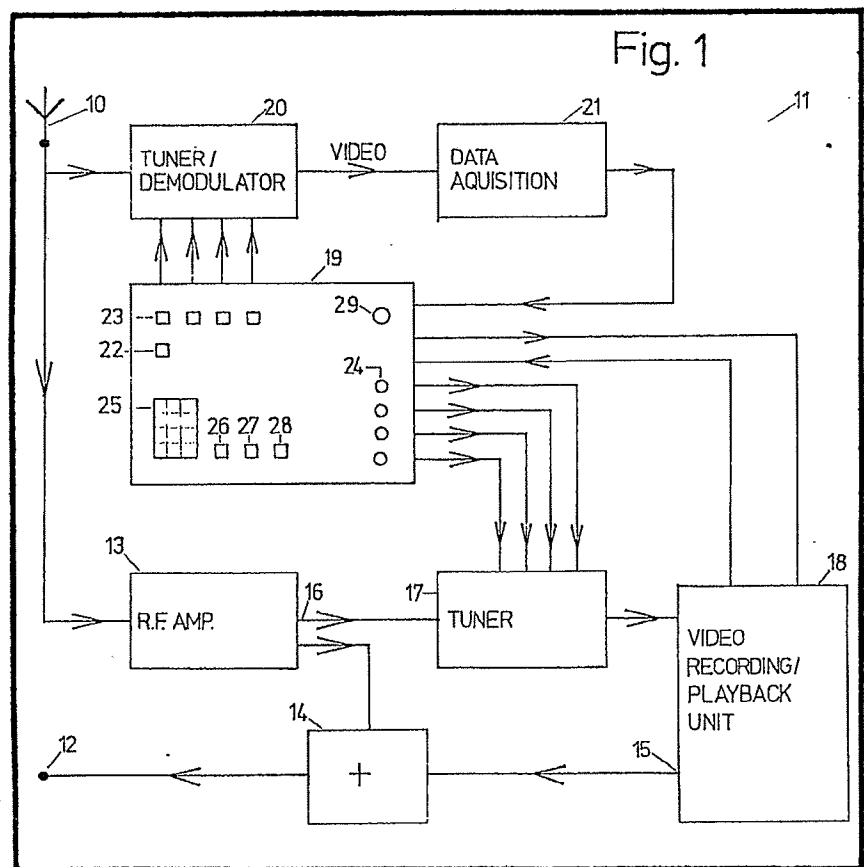 Fig. 1
10
20
21
11
TUNER/
DEMODULATOR
VIDEO
DATA
AQUISITION
19
23
29
22
24
25
26 27 28
13
16
17
18
R.F. AMP.
TUNER
VIDEO
RECORDING/
PLAYBACK
UNIT
14
15
12
+